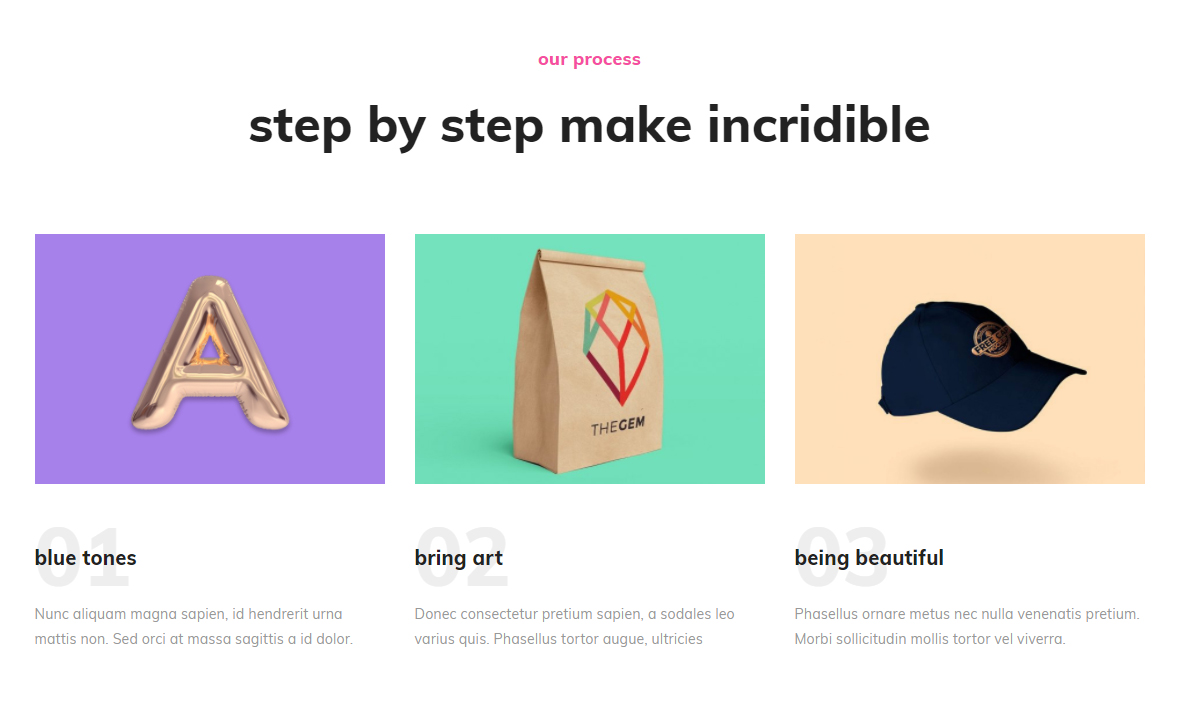 our process
step by step make incridible
A
THEGEM
01
blue tones
Nunc aliquam magna sapien, id hendrerit urna
mattis non. Sed orci at massa sagittis a id dolor.
02
bring art
Donec consectetur pretium sapien, a sodales leo
varius quis. Phasellus tortor augue, ultricies
03
being beautiful
Phasellus ornare metus nec nulla venenatis pretium.
Morbi sollicitudin mollis tortor vel viverra.